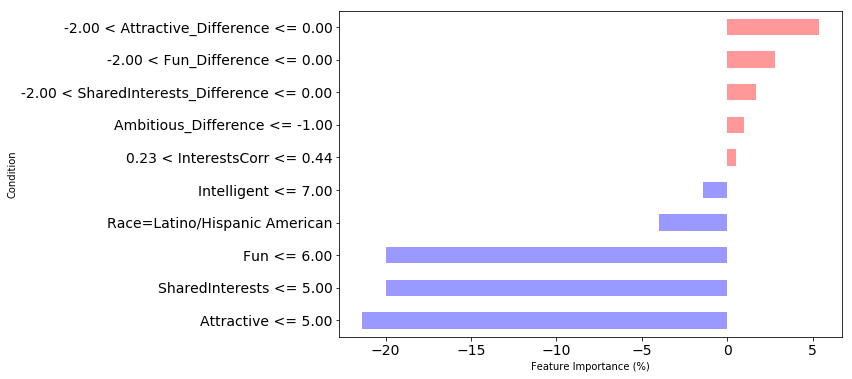 -2.00 < Attractive_Difference <= 0.00
-2.00 < Fun_Difference <= 0.00
-2.00 < SharedInterests_Difference <= 0.00
Ambitious_Difference <= -1.00
0.23 < InterestsCorr <= 0.44
Intelligent <= 7.00
Race=Latino/Hispanic American
Fun <= 6.00
SharedInterests <= 5.00
Attractive <= 5.00
Condition
−20 −15 −10 −5 0 5
Feature Importance (%)